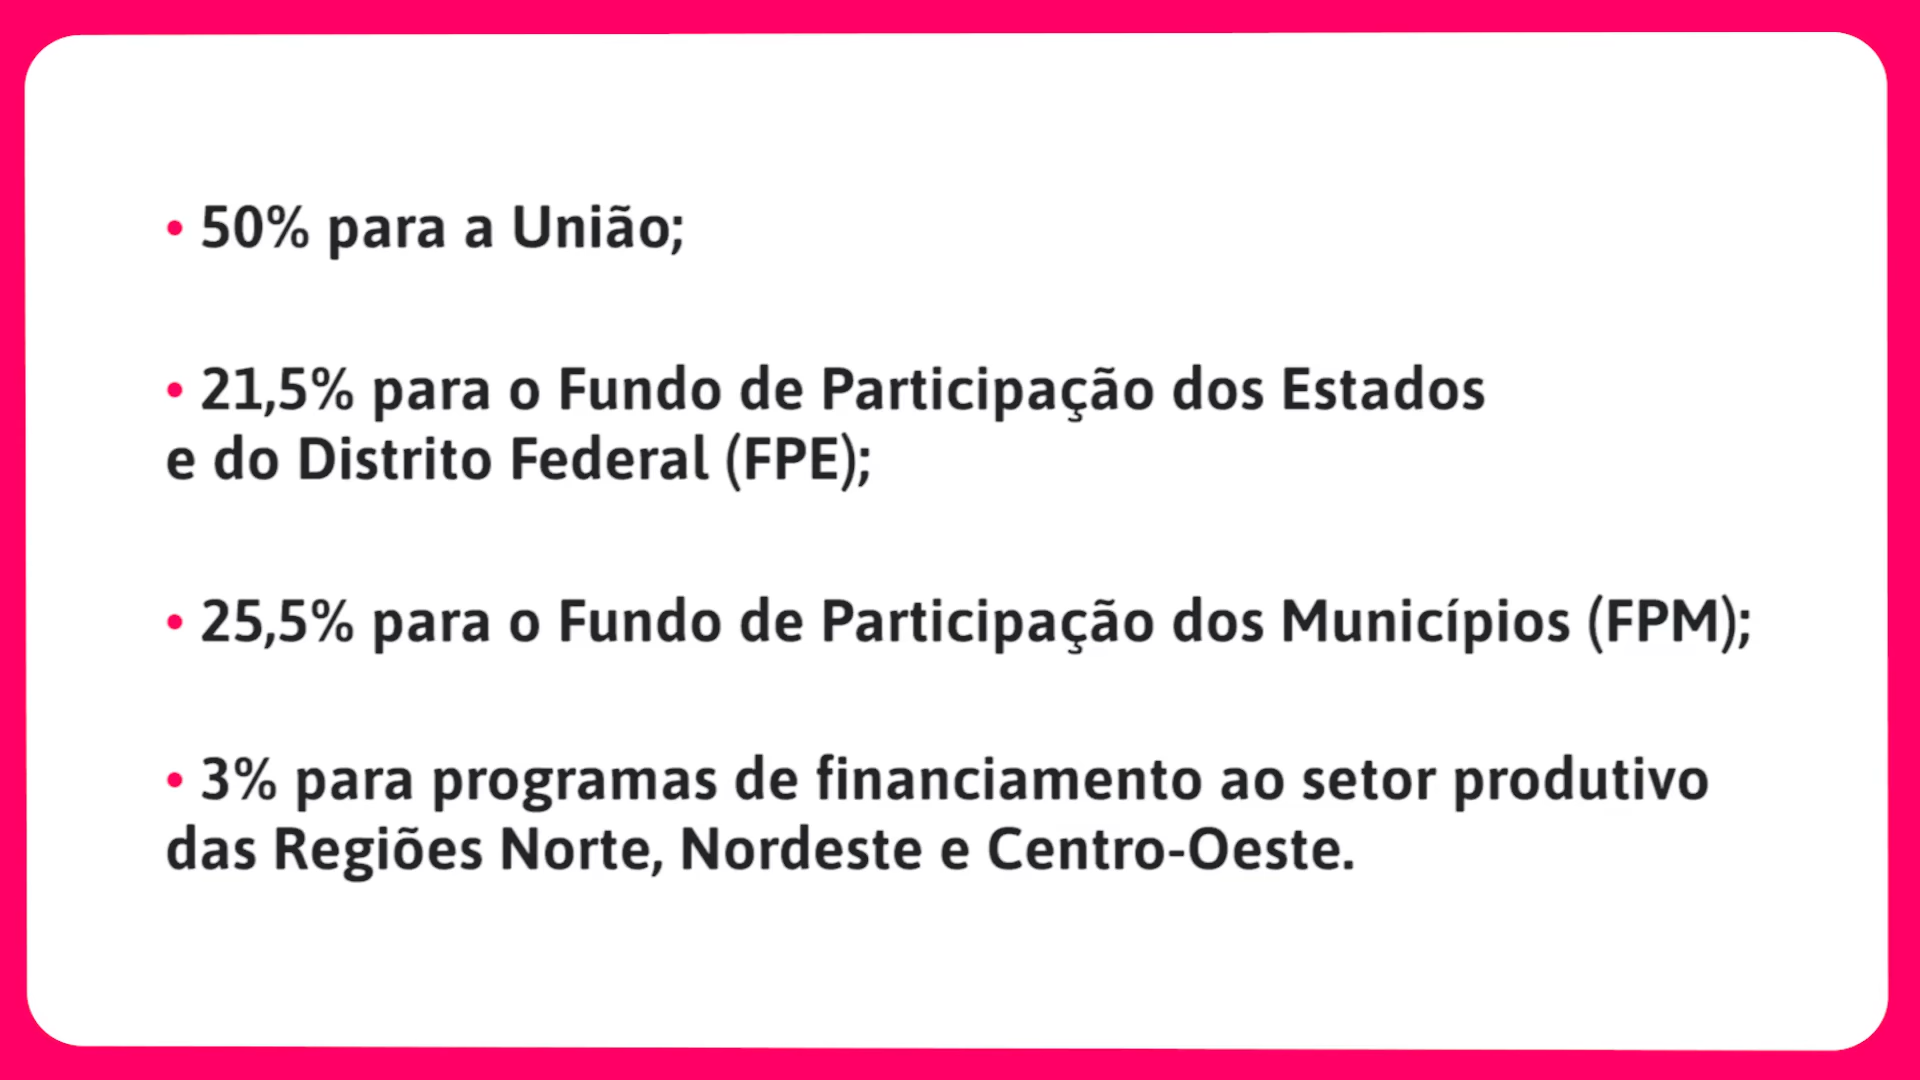 • 50% para a União;
• 21,5% para o Fundo de Participação dos Estados
e do Distrito Federal (FPE);
• 25,5% para o Fundo de Participação dos Municípios (FPM);
• 3% para programas de financiamento ao setor produtivo
das Regiões Norte, Nordeste e Centro-Oeste.